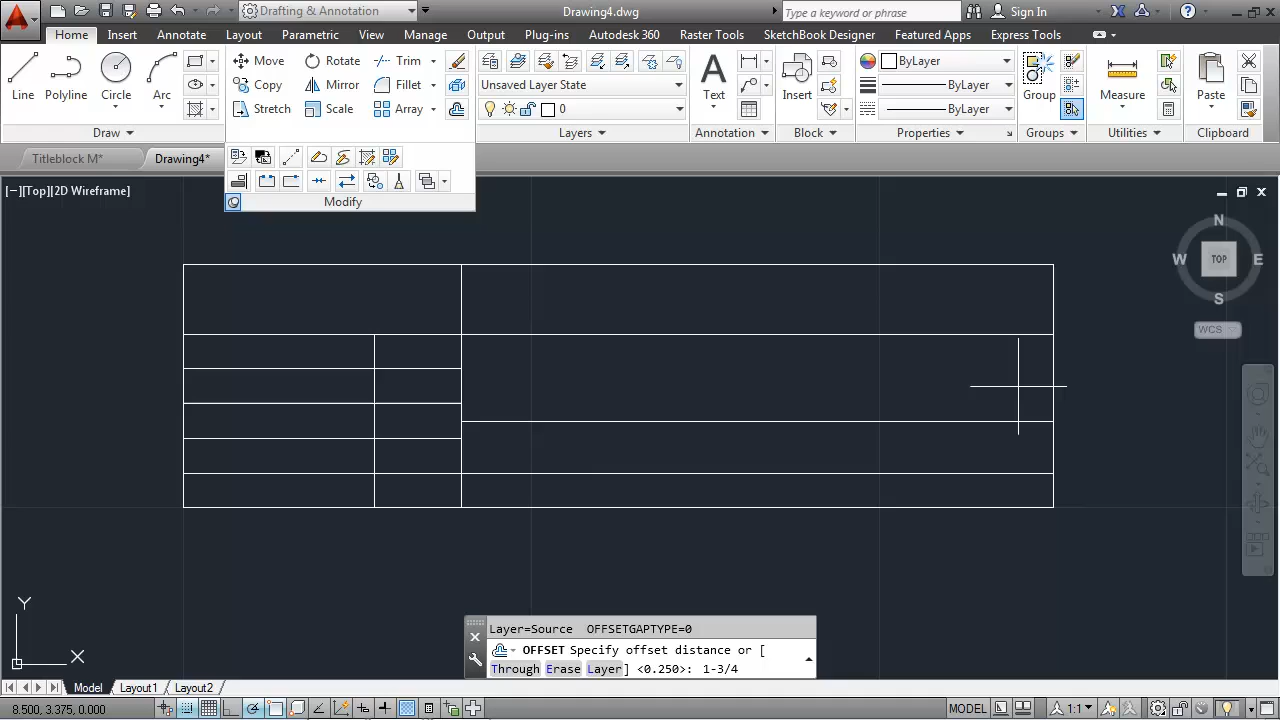 Drafting & Annotation
Drawing4.dwg
Type a keyword or phrase
Sign In
Home Insert Annotate Layout Parametric View Manage Output Plug-ins Autodesk 360 Raster Tools SketchBook Designer Featured Apps Express Tools
Line Polyline Circle Arc
Move Rotate Trim
Copy Mirror Fillet
Stretch Scale Array
Unsaved Layer State
0
Text
Insert
ByLayer
ByLayer
ByLayer
Group
Measure
Paste
Draw Layers Annotation Block Properties Groups Utilities Clipboard
Titleblock M* Drawing4*
Modify
[−][Top][2D Wireframe]
N
W TOP E
S
WCS
Y
X
Layer=Source OFFSETGAPTYPE=0
OFFSET Specify offset distance or [
Through Erase Layer] <0.250>: 1-3/4
Model Layout1 Layout2
8.500, 3.375, 0.000
MODEL
1:1